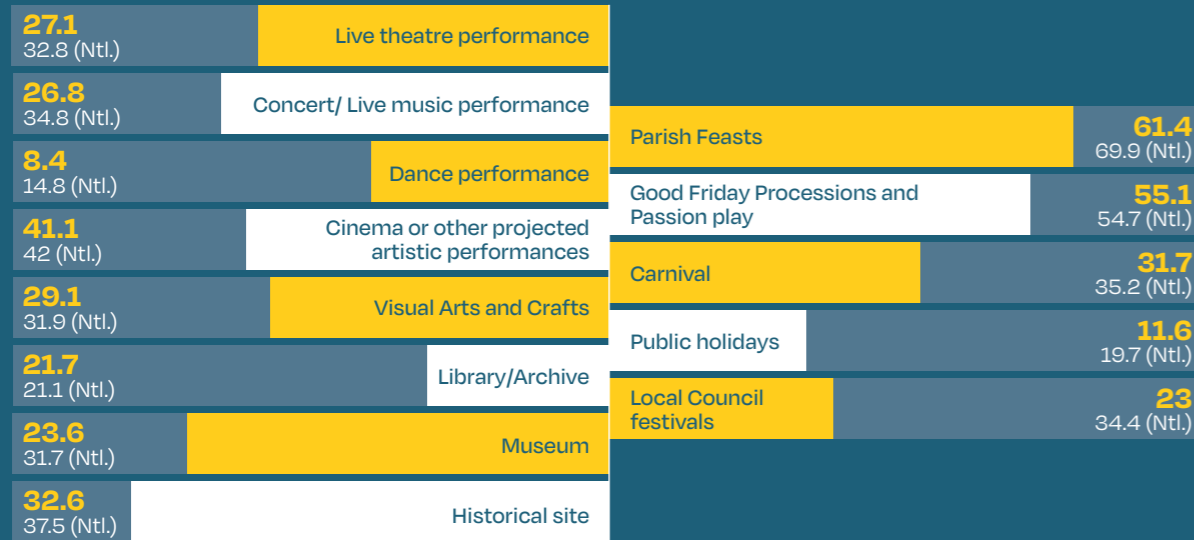 27.1
32.8 (Ntl.)
Live theatre performance
26.8
34.8 (Ntl.)
Concert/ Live music performance
8.4
14.8 (Ntl.)
Dance performance
41.1
42 (Ntl.)
Cinema or other projected
artistic performances
29.1
31.9 (Ntl.)
Visual Arts and Crafts
21.7
21.1 (Ntl.)
Library/Archive
23.6
31.7 (Ntl.)
Museum
32.6
37.5 (Ntl.)
Historical site
Parish Feasts
61.4
69.9 (Ntl.)
Good Friday Processions and
Passion play
55.1
54.7 (Ntl.)
Carnival
31.7
35.2 (Ntl.)
Public holidays
11.6
19.7 (Ntl.)
Local Council
festivals
23
34.4 (Ntl.)